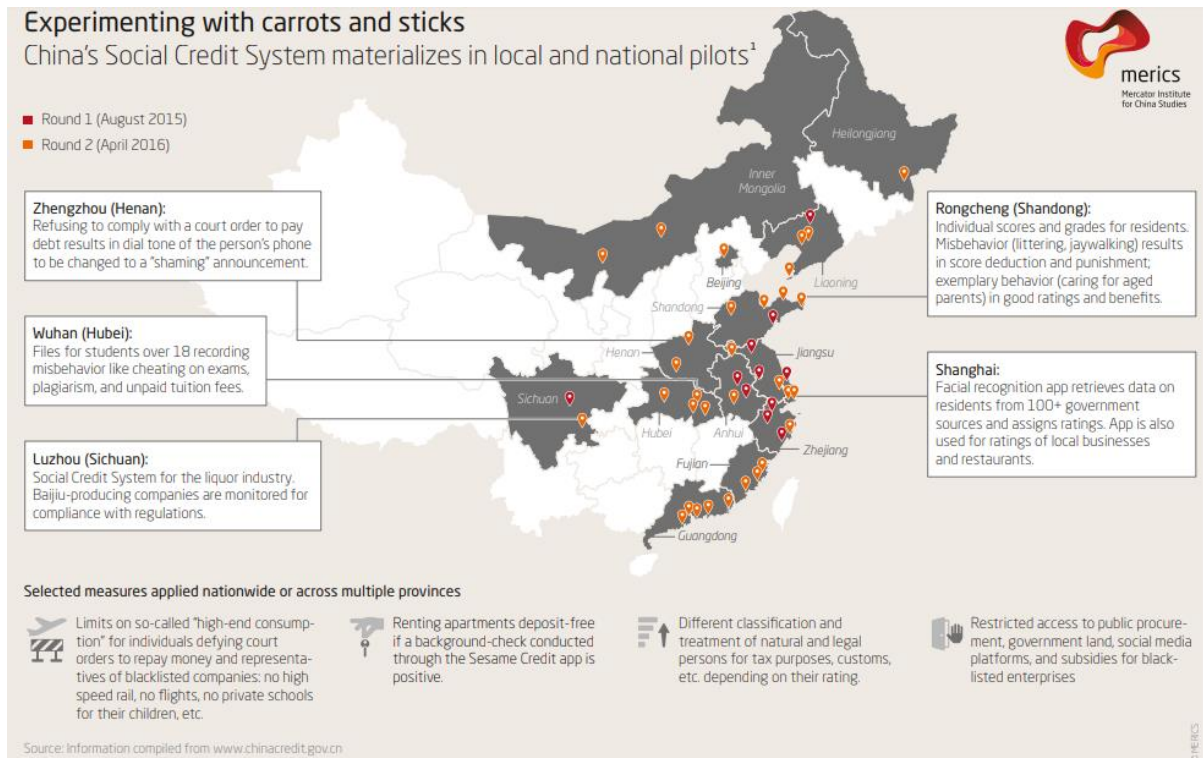 Experimenting with carrots and sticks
China's Social Credit System materializes in local and national pilots¹
merics
Mercator Institute
for China Studies
Round 1 (August 2015)
Round 2 (April 2016)
Zhengzhou (Henan):
Refusing to comply with a court order to pay
debt results in dial tone of the person's phone
to be changed to a "shaming" announcement.
Wuhan (Hubei):
Files for students over 18 recording
misbehavior like cheating on exams,
plagiarism, and unpaid tuition fees.
Luzhou (Sichuan):
Social Credit System for the liquor industry.
Baijiu-producing companies are monitored for
compliance with regulations.
Heilongjiang
Inner
Mongolia
Beijing
Liaoning
Shandong
Henan
Jiangsu
Sichuan
Hubei
Anhui
Zhejiang
Fujian
Guangdong
Rongcheng (Shandong):
Individual scores and grades for residents.
Misbehavior (littering, jaywalking) results
in score deduction and punishment;
exemplary behavior (caring for aged
parents) in good ratings and benefits.
Shanghai:
Facial recognition app retrieves data on
residents from 100+ government
sources and assigns ratings. App is also
used for ratings of local businesses
and restaurants.
Selected measures applied nationwide or across multiple provinces
Limits on so-called "high-end consump-
tion" for individuals defying court
orders to repay money and representa-
tives of blacklisted companies: no high
speed rail, no flights, no private schools
for their children, etc.
Renting apartments deposit-free
if a background-check conducted
through the Sesame Credit app is
positive.
Different classification and
treatment of natural and legal
persons for tax purposes, customs,
etc. depending on their rating.
Restricted access to public procure-
ment, government land, social media
platforms, and subsidies for black-
listed enterprises
Source: Information compiled from www.chinacredit.gov.cn
MERICS